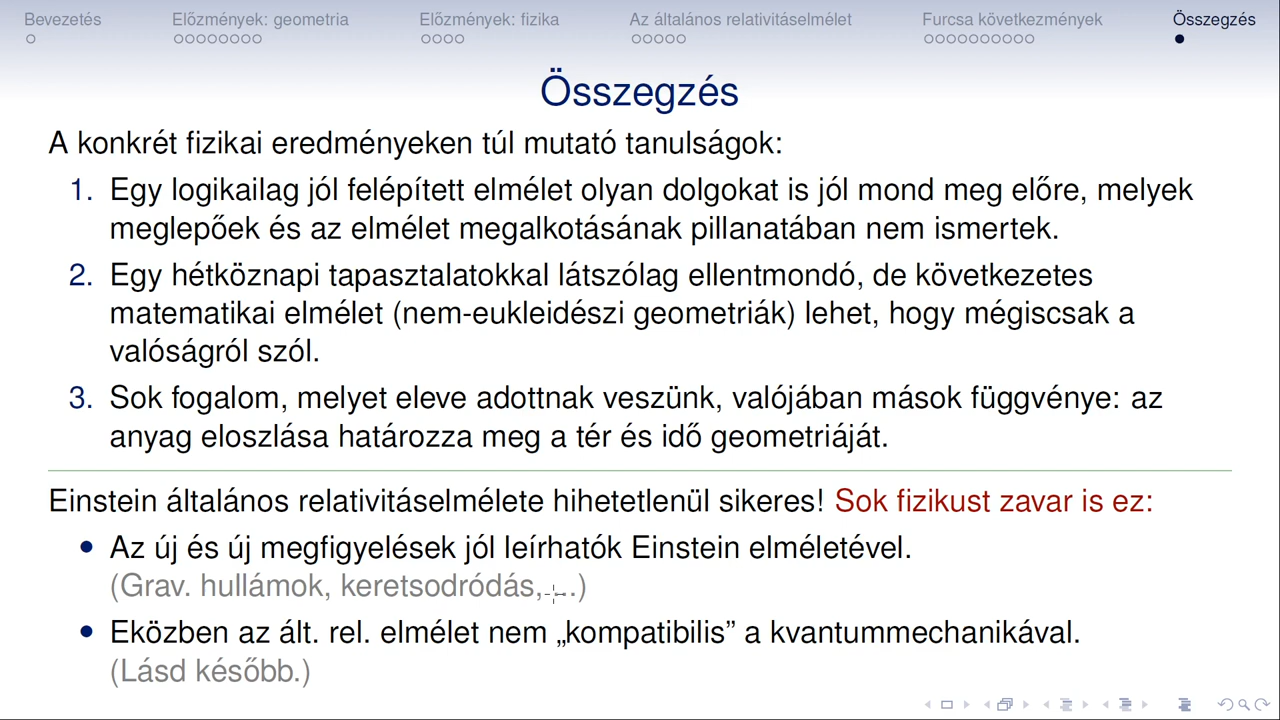 Bevezetés Előzmények: geometria Előzmények: fizika Az általános relativitáselmélet Furcsa következmények Összegzés
Összegzés
A konkrét fizikai eredményeken túl mutató tanulságok:
1. Egy logikailag jól felépített elmélet olyan dolgokat is jól mond meg előre, melyek
meglepőek és az elmélet megalkotásának pillanatában nem ismertek.
2. Egy hétköznapi tapasztalatokkal látszólag ellentmondó, de következetes
matematikai elmélet (nem-eukleidészi geometriák) lehet, hogy mégiscsak a
valóságról szól.
3. Sok fogalom, melyet eleve adottnak veszünk, valójában mások függvénye: az
anyag eloszlása határozza meg a tér és idő geometriáját.
Einstein általános relativitáselmélete hihetetlenül sikeres! Sok fizikust zavar is ez:
• Az új és új megfigyelések jól leírhatók Einstein elméletével.
(Grav. hullámok, keretsodródás, ...)
• Eközben az ált. rel. elmélet nem „kompatibilis” a kvantummechanikával.
(Lásd később.)